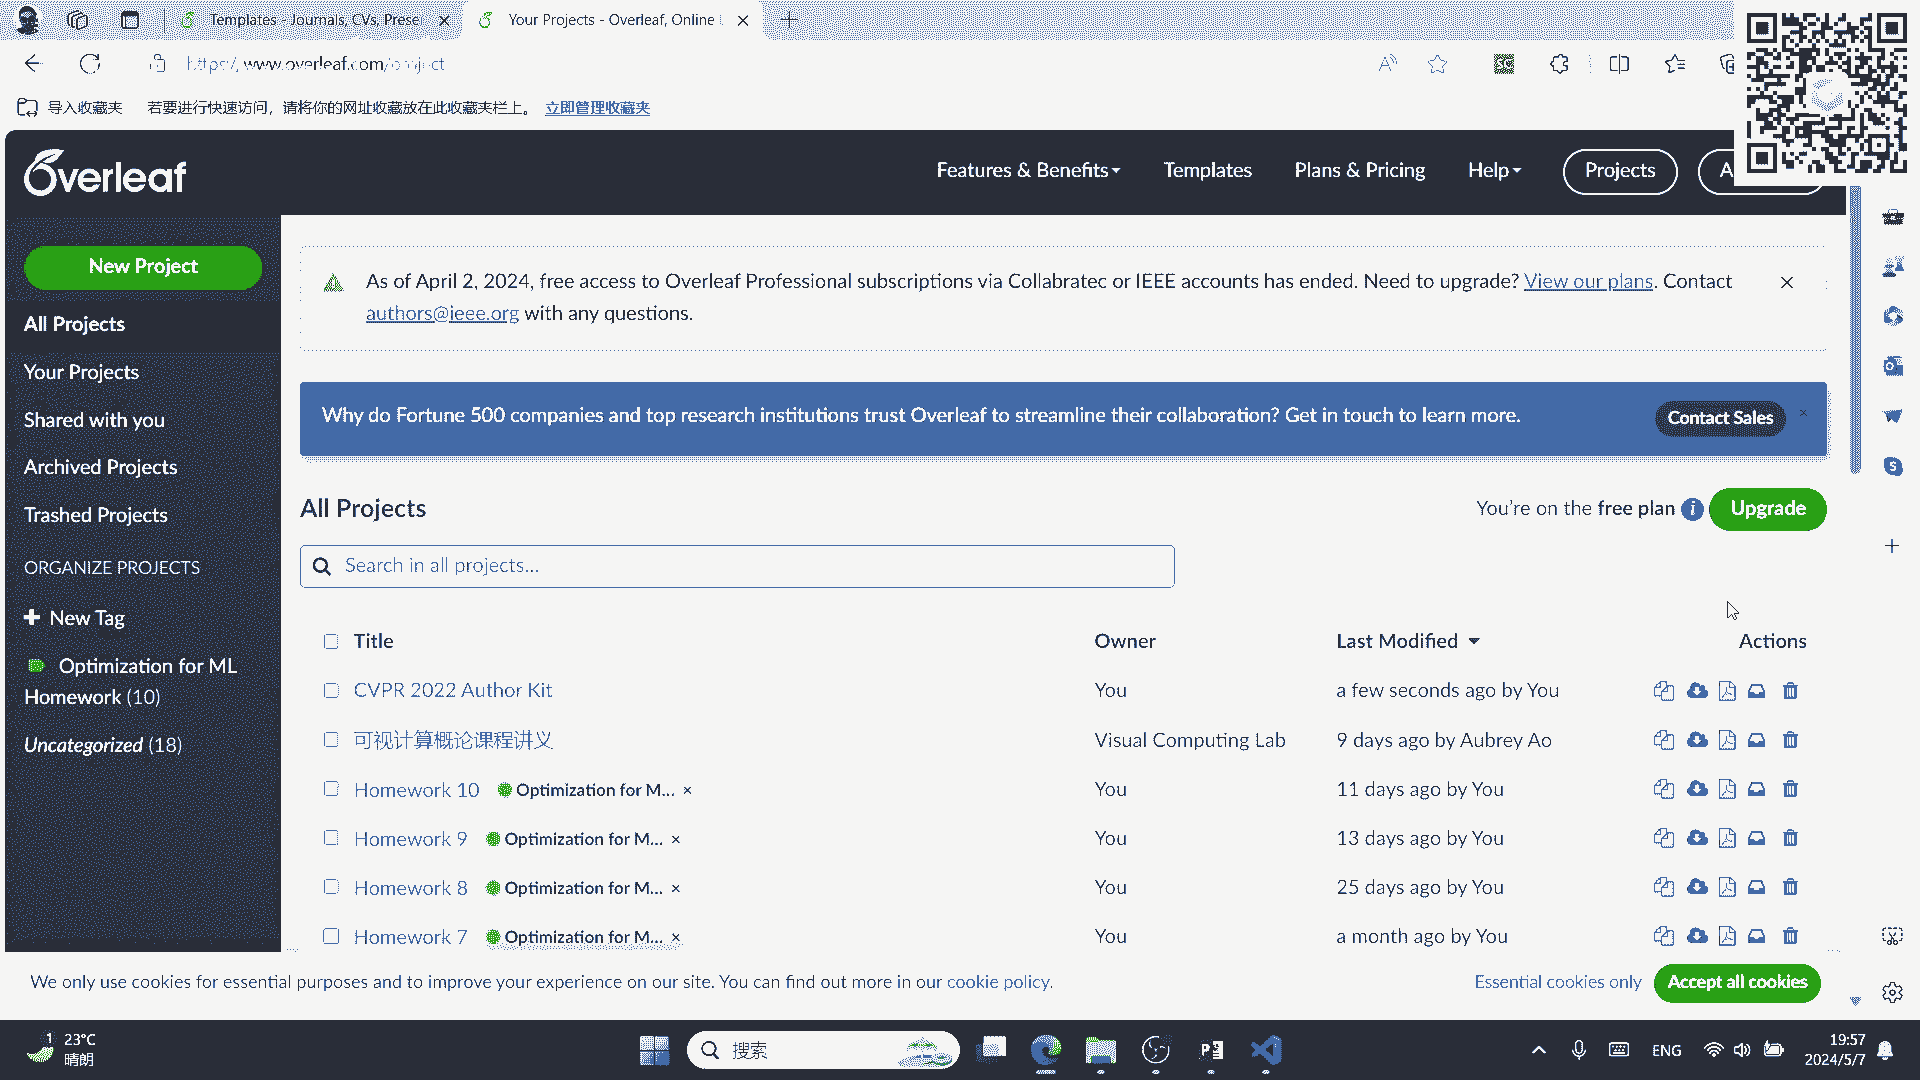 Templates - Journals, CVs, Prese
Your Projects - Overleaf, Online
https://www.overleaf.com/project
导入收藏夹 若要进行快速访问，请将你的网址收藏放在此收藏夹栏上。 立即管理收藏夹
Overleaf
Features & Benefits Templates Plans & Pricing Help Projects A
New Project
All Projects
Your Projects
Shared with you
Archived Projects
Trashed Projects
ORGANIZE PROJECTS
New Tag
Optimization for ML
Homework (10)
Uncategorized (18)
As of April 2, 2024, free access to Overleaf Professional subscriptions via Collabratec or IEEE accounts has ended. Need to upgrade? View our plans. Contact
authors@ieee.org with any questions.
Why do Fortune 500 companies and top research institutions trust Overleaf to streamline their collaboration? Get in touch to learn more.
Contact Sales
All Projects
You're on the free plan
Upgrade
Search in all projects...
Title Owner Last Modified Actions
CVPR 2022 Author Kit You a few seconds ago by You
可视计算概论课程讲义 Visual Computing Lab 9 days ago by Aubrey Ao
Homework 10 Optimization for M... × You 11 days ago by You
Homework 9 Optimization for M... × You 13 days ago by You
Homework 8 Optimization for M... × You 25 days ago by You
Homework 7 Optimization for M... × You a month ago by You
We only use cookies for essential purposes and to improve your experience on our site. You can find out more in our cookie policy.
Essential cookies only
Accept all cookies
1
23°C
晴朗
搜索
ENG
19:57
2024/5/7